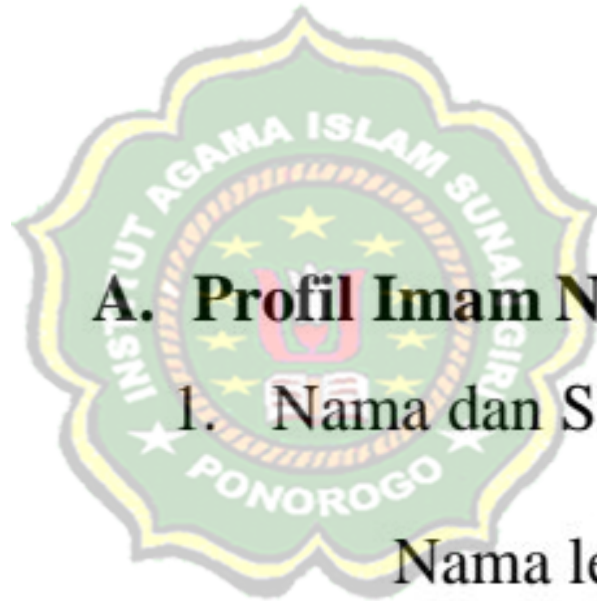 INSTITUT AGAMA ISLAM SUNAN GIRI
A. Profil Imam N
1. Nama dan S
PONOROGO
Nama le